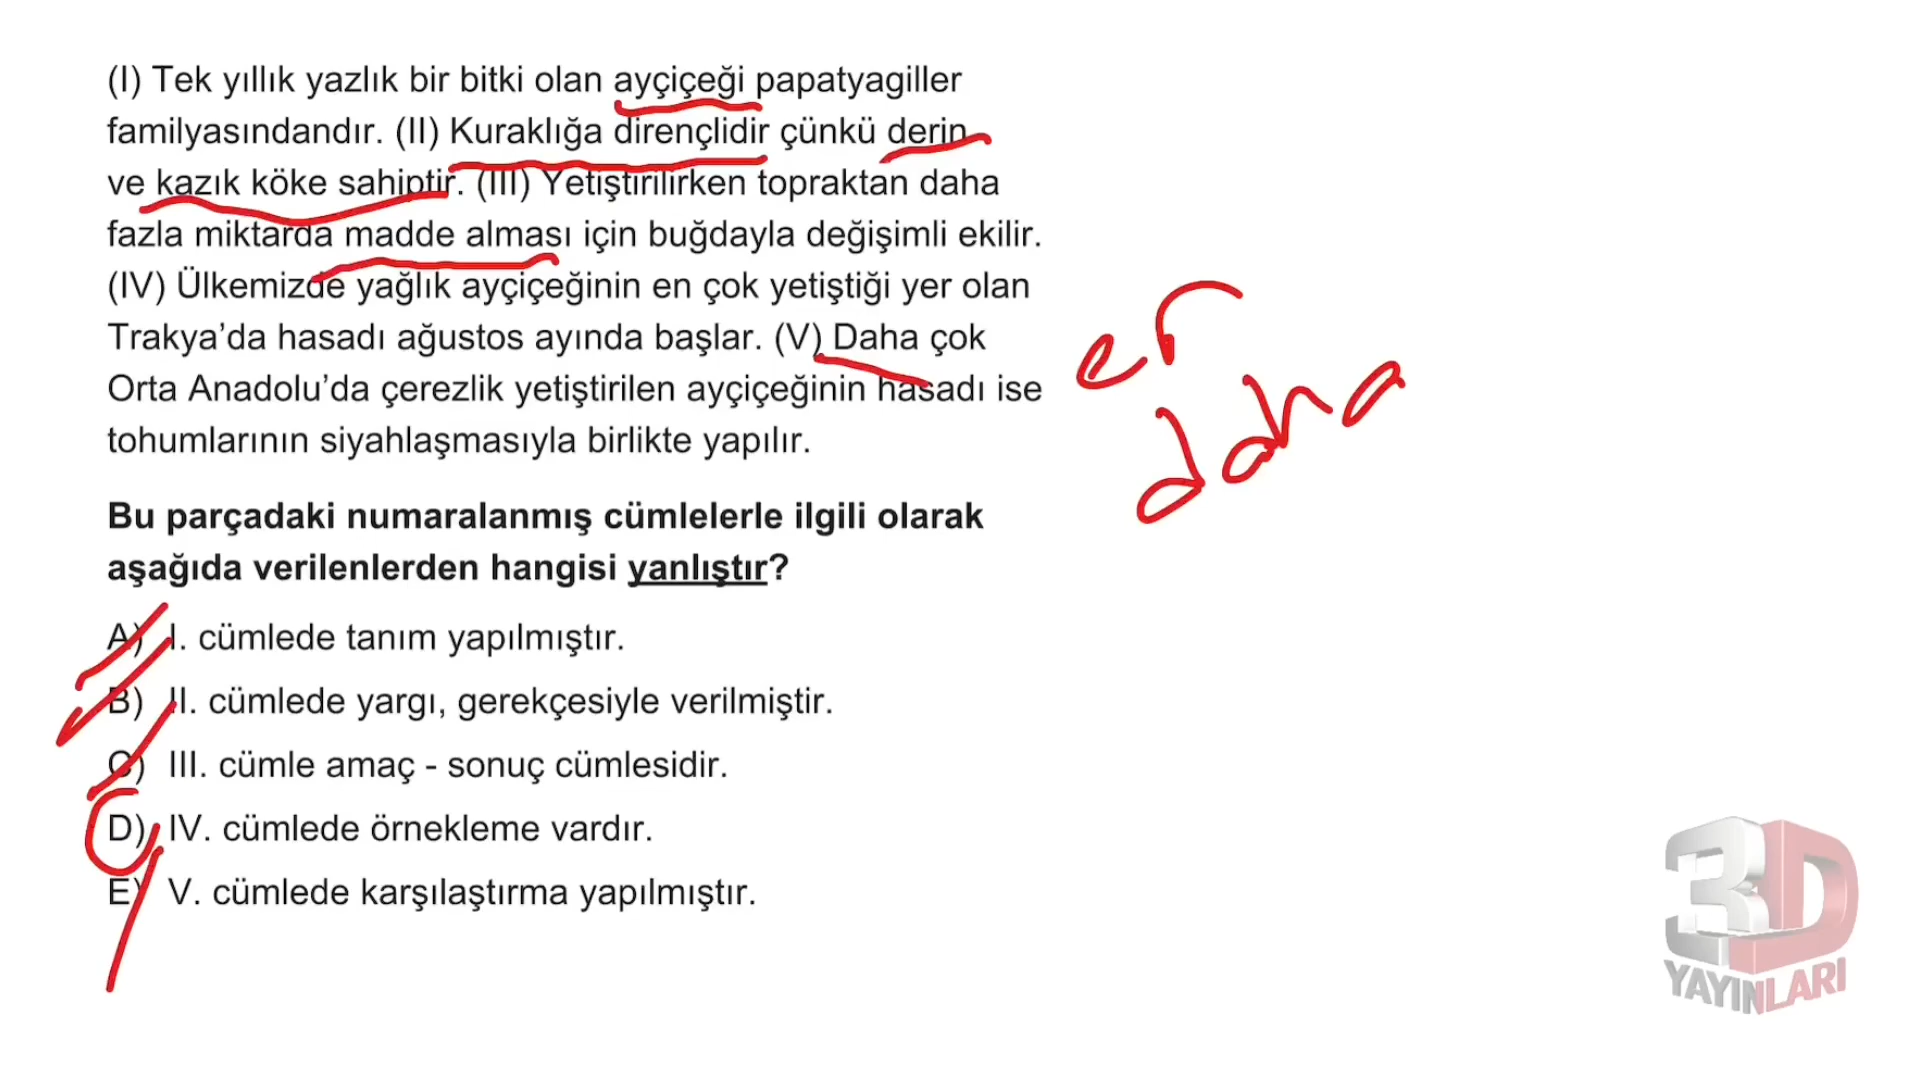 (I) Tek yıllık yazlık bir bitki olan ayçiçeği papatyagiller
familyasındandır. (II) Kuraklığa dirençlidir çünkü derin
ve kazık köke sahiptir. (III) Yetiştirilirken topraktan daha
fazla miktarda madde alması için buğdayla değişimli ekilir.
(IV) Ülkemizde yağlık ayçiçeğinin en çok yetiştiği yer olan
Trakya’da hasadı ağustos ayında başlar. (V) Daha çok
Orta Anadolu’da çerezlik yetiştirilen ayçiçeğinin hasadı ise
tohumlarının siyahlaşmasıyla birlikte yapılır.
er
daha
Bu parçadaki numaralanmış cümlelerle ilgili olarak
aşağıda verilenlerden hangisi yanlıştır?
A) I. cümlede tanım yapılmıştır.
B) II. cümlede yargı, gerekçesiyle verilmiştir.
C) III. cümle amaç - sonuç cümlesidir.
D) IV. cümlede örnekleme vardır.
E) V. cümlede karşılaştırma yapılmıştır.
3D
YAYINLARI